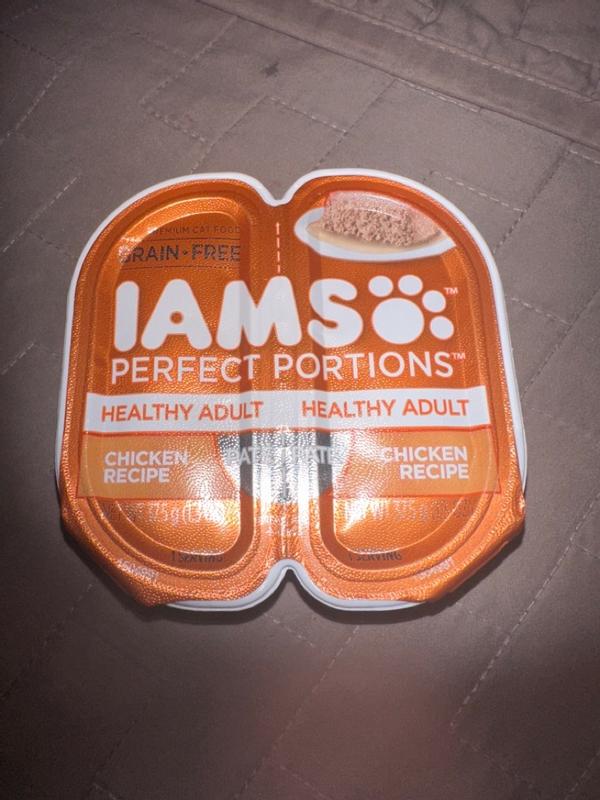 PREMIUM CAT FOOD
GRAIN-FREE
IAMS™
PERFECT PORTIONS™
HEALTHY ADULT HEALTHY ADULT
CHICKEN RECIPE
PATÉ PATÉ
CHICKEN RECIPE
1 SERVING 1 SERVING